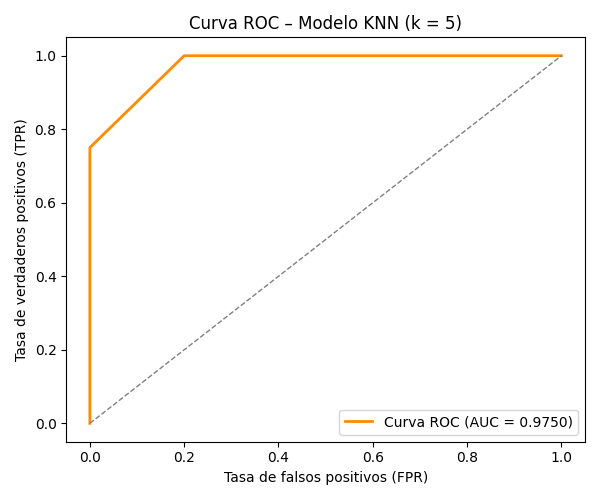 Curva ROC – Modelo KNN (k = 5)
Tasa de verdaderos positivos (TPR)
1.0
0.8
0.6
0.4
0.2
0.0
Curva ROC (AUC = 0.9750)
0.0 0.2 0.4 0.6 0.8 1.0
Tasa de falsos positivos (FPR)